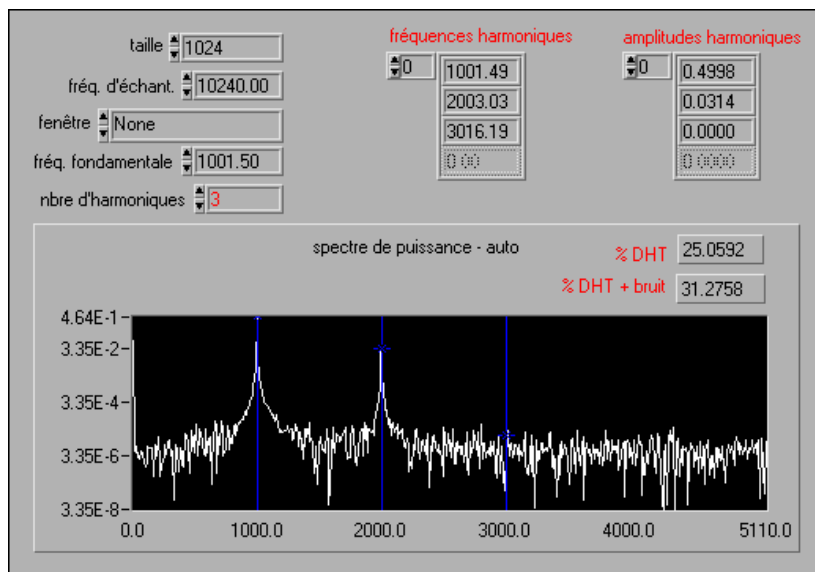 taille 1024
fréq. d'échant. 10240.00
fenêtre None
fréq. fondamentale 1001.50
nbre d'harmoniques 3
fréquences harmoniques
0 1001.49
2003.03
3016.19
0.00
amplitudes harmoniques
0 0.4998
0.0314
0.0000
0.0000
spectre de puissance - auto
% DHT 25.0592
% DHT + bruit 31.2758
4.64E-1
3.35E-2
3.35E-4
3.35E-6
3.35E-8
0.0 1000.0 2000.0 3000.0 4000.0 5110.0